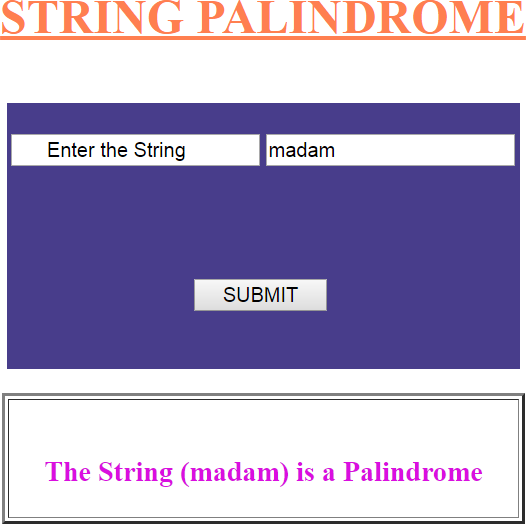 STRING PALINDROME
Enter the String madam
SUBMIT
The String (madam) is a Palindrome